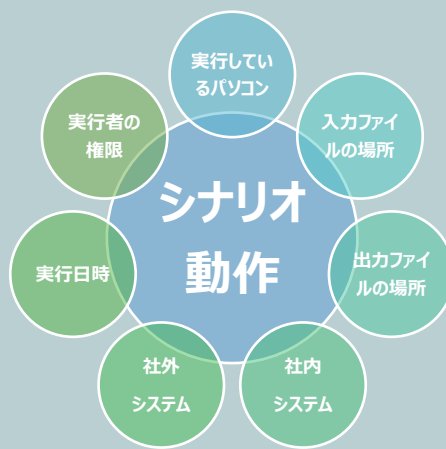 実行してい
るパソコン
実行者の
権限
入力ファイ
ルの場所
シナリオ
動作
実行日時
出力ファイ
ルの場所
社外
システム
社内
システム